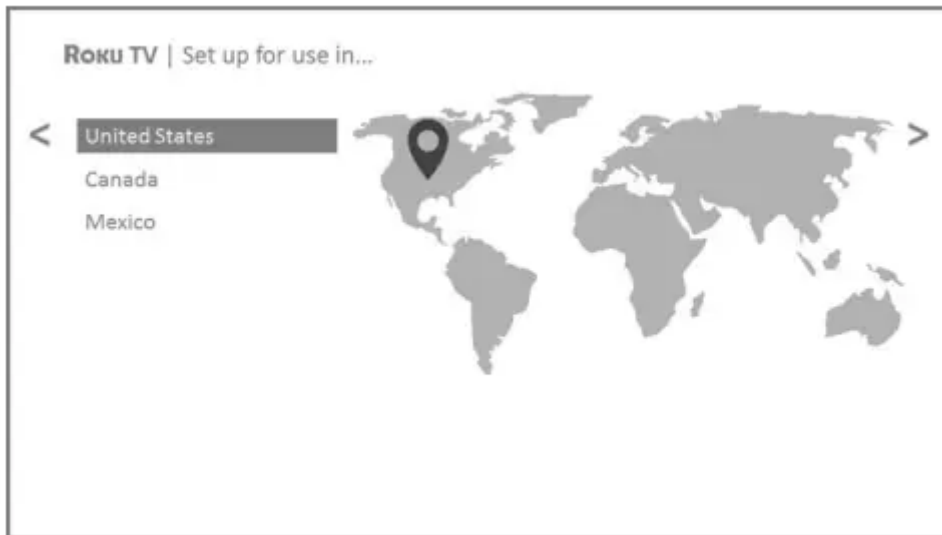 ROKU TV | Set up for use in...
< United States >
Canada
Mexico